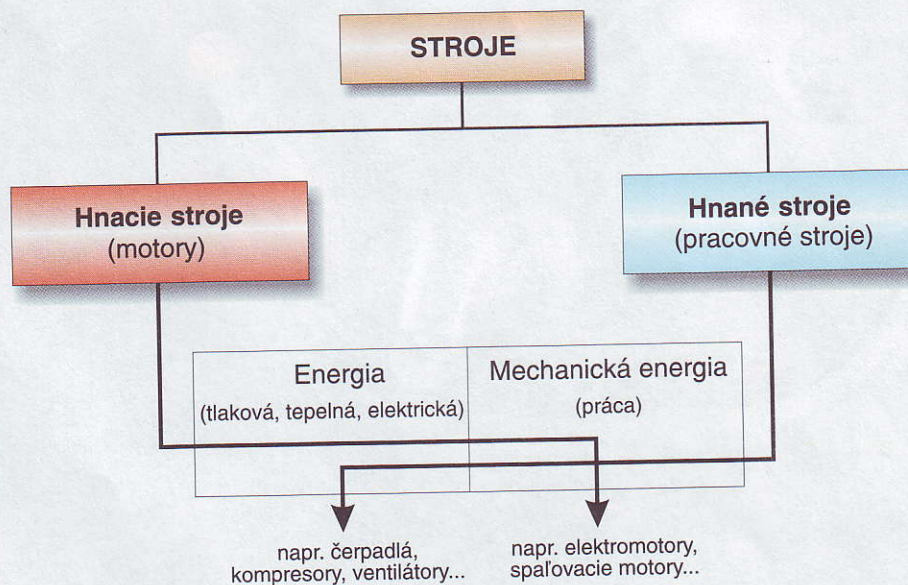 STROJE
Hnacie stroje
(motory)
Hnané stroje
(pracovné stroje)
Energia
(tlaková, tepelná, elektrická)
Mechanická energia
(práca)
napr. čerpadlá,
kompresory, ventilátory...
napr. elektromotory,
spaľovacie motory...